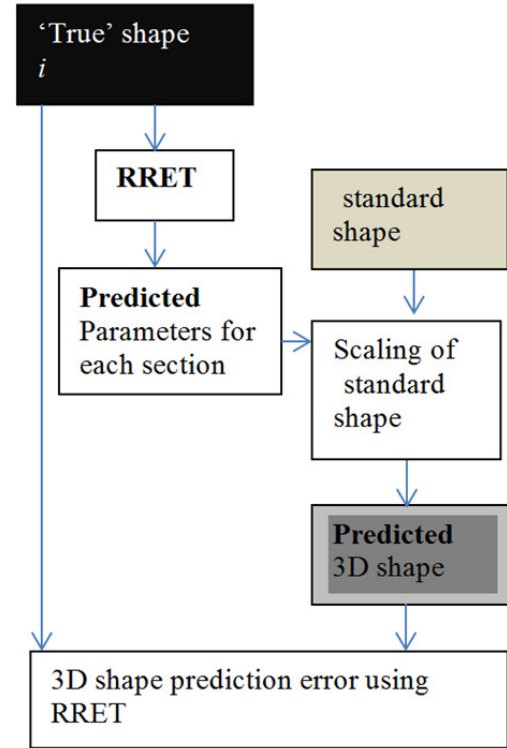 ‘True’ shape
i
RRET
standard
shape
Predicted
Parameters for
each section
Scaling of
standard
shape
Predicted
3D shape
3D shape prediction error using
RRET